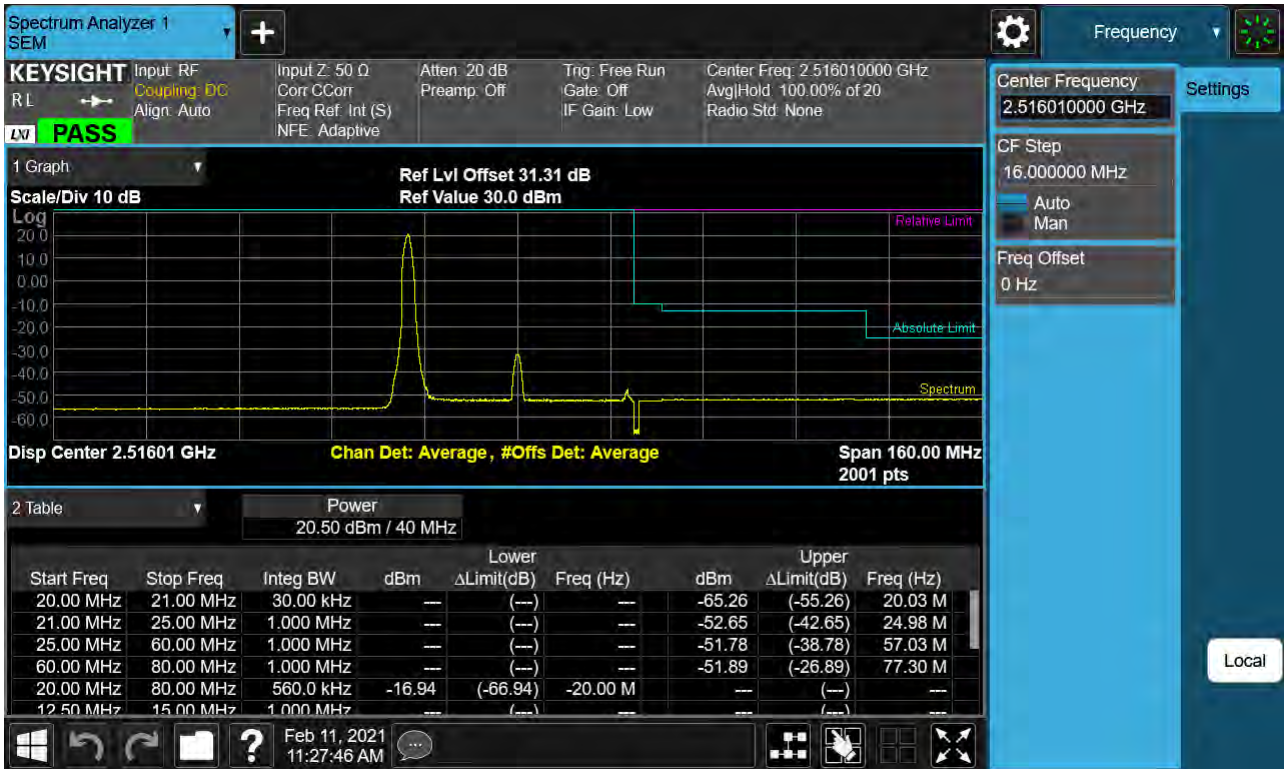 Spectrum Analyzer 1
SEM
Frequency
KEYSIGHT
R L
LXI
PASS
Input: RF
Coupling: DC
Align: Auto
Input Z: 50 Ω
Corr CCorr
Freq Ref: Int (S)
NFE: Adaptive
Atten: 20 dB
Preamp: Off
Trig: Free Run
Gate: Off
IF Gain: Low
Center Freq: 2.516010000 GHz
Avg|Hold: 100.00% of 20
Radio Std: None
Center Frequency
2.516010000 GHz
Settings
CF Step
16.000000 MHz
Auto
Man
Freq Offset
0 Hz
Local
1 Graph
Scale/Div 10 dB
Ref Lvl Offset 31.31 dB
Ref Value 30.0 dBm
Log
20.0
10.0
0.00
-10.0
-20.0
-30.0
-40.0
-50.0
-60.0
Relative Limit
Absolute Limit
Spectrum
Disp Center 2.51601 GHz
Chan Det: Average, #Offs Det: Average
Span 160.00 MHz
2001 pts
2 Table
Power
20.50 dBm / 40 MHz
Lower Upper
Start Freq Stop Freq Integ BW dBm ΔLimit(dB) Freq (Hz) dBm ΔLimit(dB) Freq (Hz)
20.00 MHz 21.00 MHz 30.00 kHz --- (---) --- -65.26 (-55.26) 20.03 M
21.00 MHz 25.00 MHz 1.000 MHz --- (---) --- -52.65 (-42.65) 24.98 M
25.00 MHz 60.00 MHz 1.000 MHz --- (---) --- -51.78 (-38.78) 57.03 M
60.00 MHz 80.00 MHz 1.000 MHz --- (---) --- -51.89 (-26.89) 77.30 M
20.00 MHz 80.00 MHz 560.0 kHz -16.94 (-66.94) -20.00 M --- (---) ---
12.50 MHz 15.00 MHz 1.000 MHz --- (---) --- --- (---) ---
Feb 11, 2021
11:27:46 AM